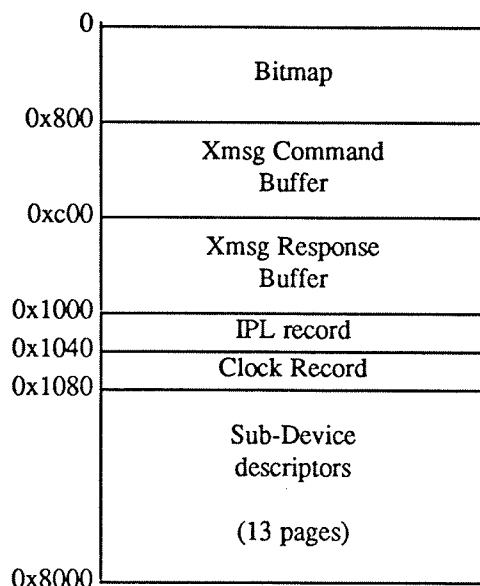 0
Bitmap
0x800
Xmsg Command
Buffer
0xc00
Xmsg Response
Buffer
0x1000
IPL record
0x1040
Clock Record
0x1080
Sub-Device
descriptors
(13 pages)
0x8000